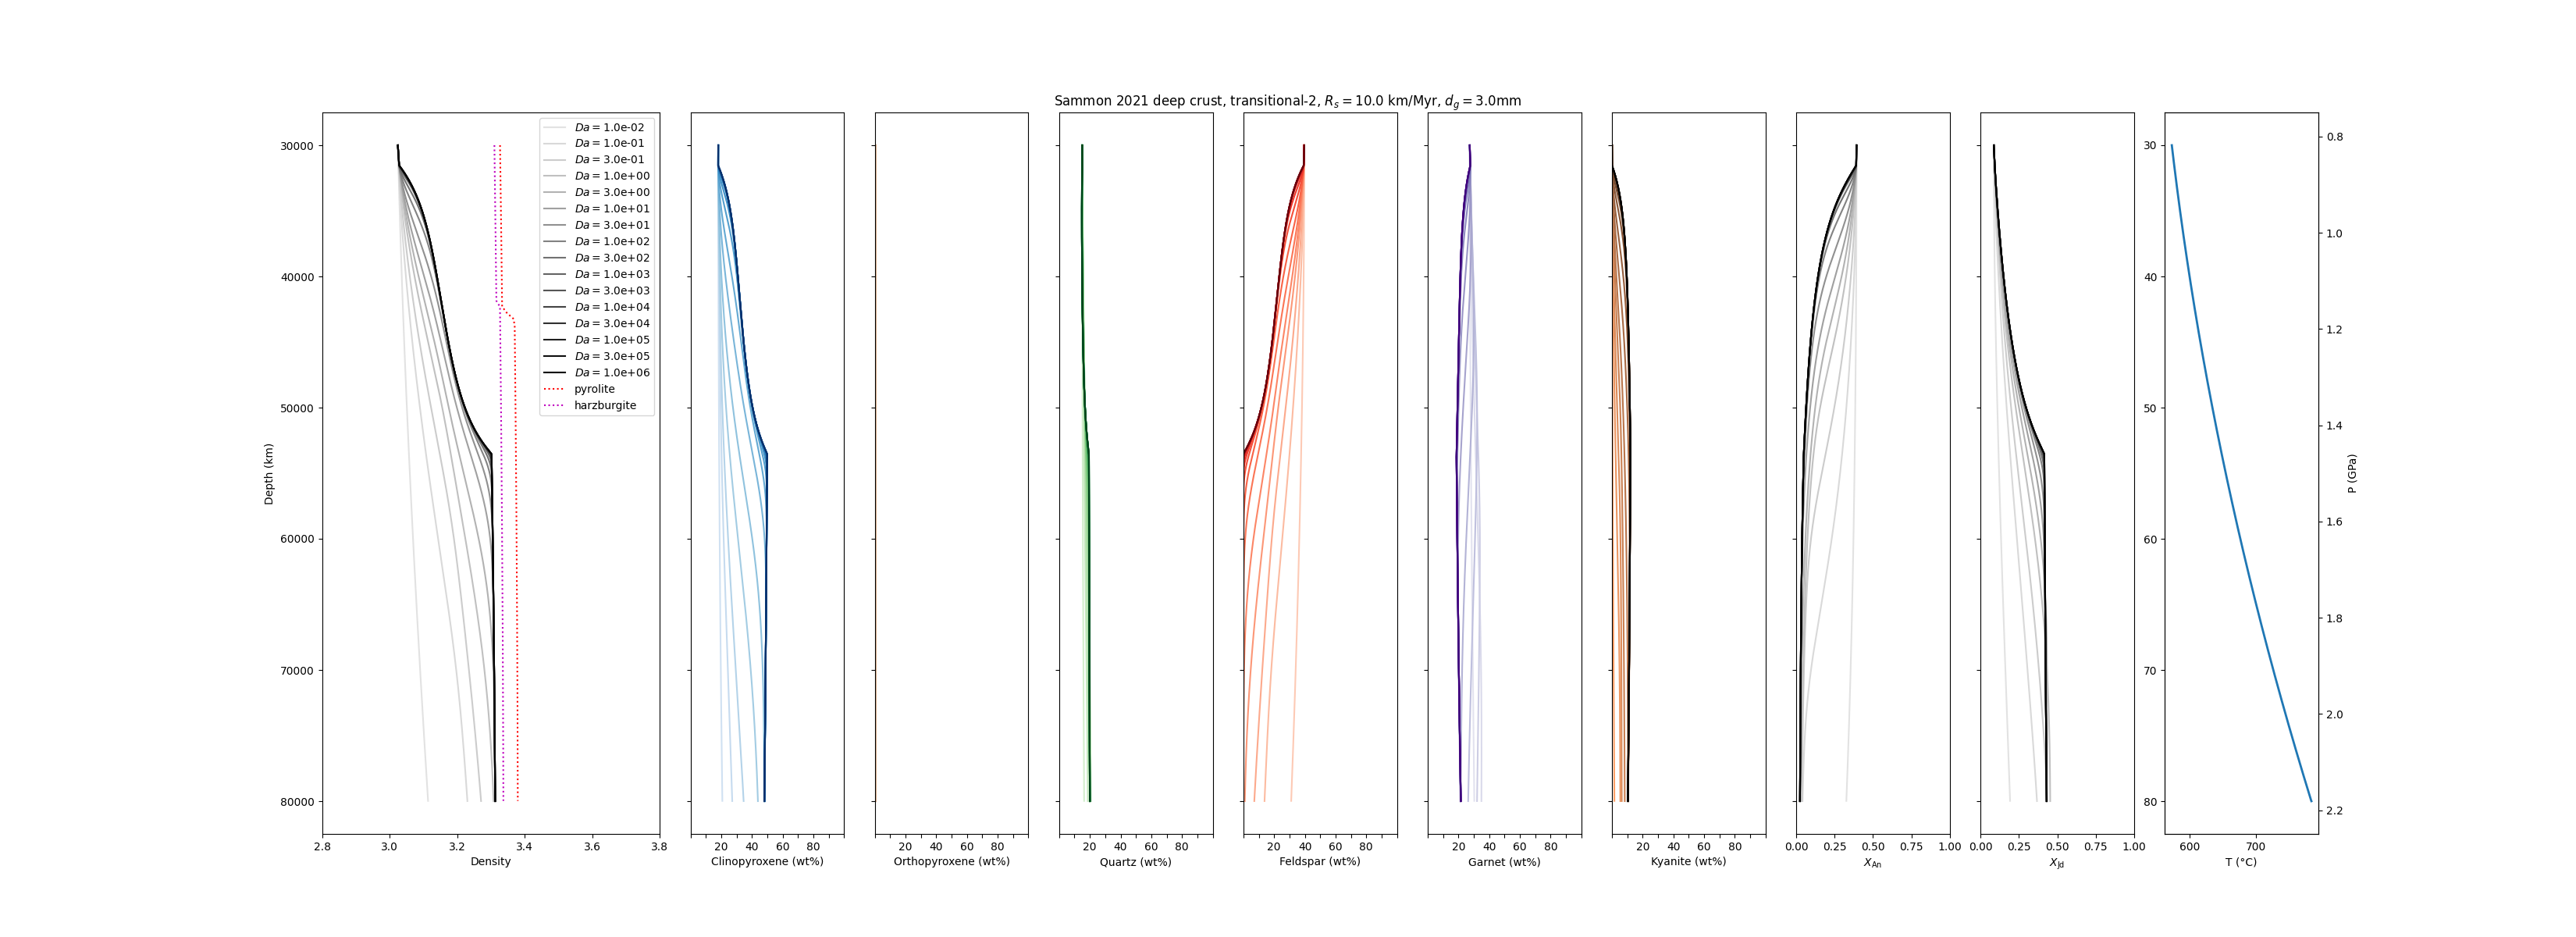 Sammon 2021 deep crust, transitional-2, R_s = 10.0 km/Myr, d_g = 3.0mm
Da = 1.0e-02
Da = 1.0e-01
Da = 3.0e-01
Da = 1.0e+00
Da = 3.0e+00
Da = 1.0e+01
Da = 3.0e+01
Da = 1.0e+02
Da = 3.0e+02
Da = 1.0e+03
Da = 3.0e+03
Da = 1.0e+04
Da = 3.0e+04
Da = 1.0e+05
Da = 3.0e+05
Da = 1.0e+06
pyrolite
harzburgite
Depth (km)
30000
40000
50000
60000
70000
80000
2.8 3.0 3.2 3.4 3.6 3.8
Density
20 40 60 80
Clinopyroxene (wt%)
20 40 60 80
Orthopyroxene (wt%)
20 40 60 80
Quartz (wt%)
20 40 60 80
Feldspar (wt%)
20 40 60 80
Garnet (wt%)
20 40 60 80
Kyanite (wt%)
0.00 0.25 0.50 0.75 1.00
X_An
0.00 0.25 0.50 0.75 1.00
X_Jd
30
40
50
60
70
80
600 700
T (°C)
0.8
1.0
1.2
1.4
1.6
1.8
2.0
2.2
P (GPa)